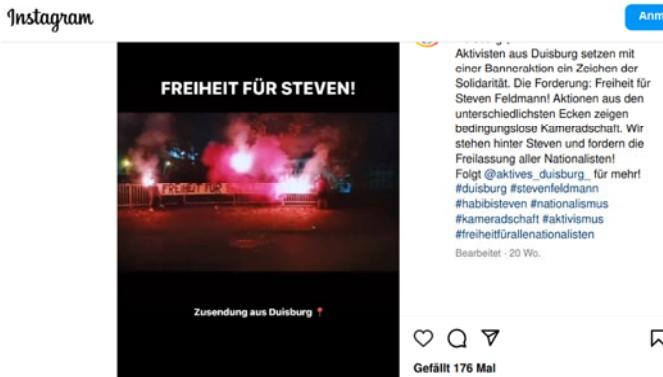 Instagram
Anm
FREIHEIT FÜR STEVEN!
FREIHEIT FÜR
Zusendung aus Duisburg
Aktivisten aus Duisburg setzen mit
einer Banneraktion ein Zeichen der
Solidarität. Die Forderung: Freiheit für
Steven Feldmann! Aktionen aus den
unterschiedlichsten Ecken zeigen
bedingungslose Kameradschaft. Wir
stehen hinter Steven und fordern die
Freilassung aller Nationalisten!
Folgt @aktives_duisburg_ für mehr!
#duisburg #stevenfeldmann
#habibisteven #nationalismus
#kameradschaft #aktivismus
#freiheitfürallenationalisten
Bearbeitet · 20 Wo.
Gefällt 176 Mal